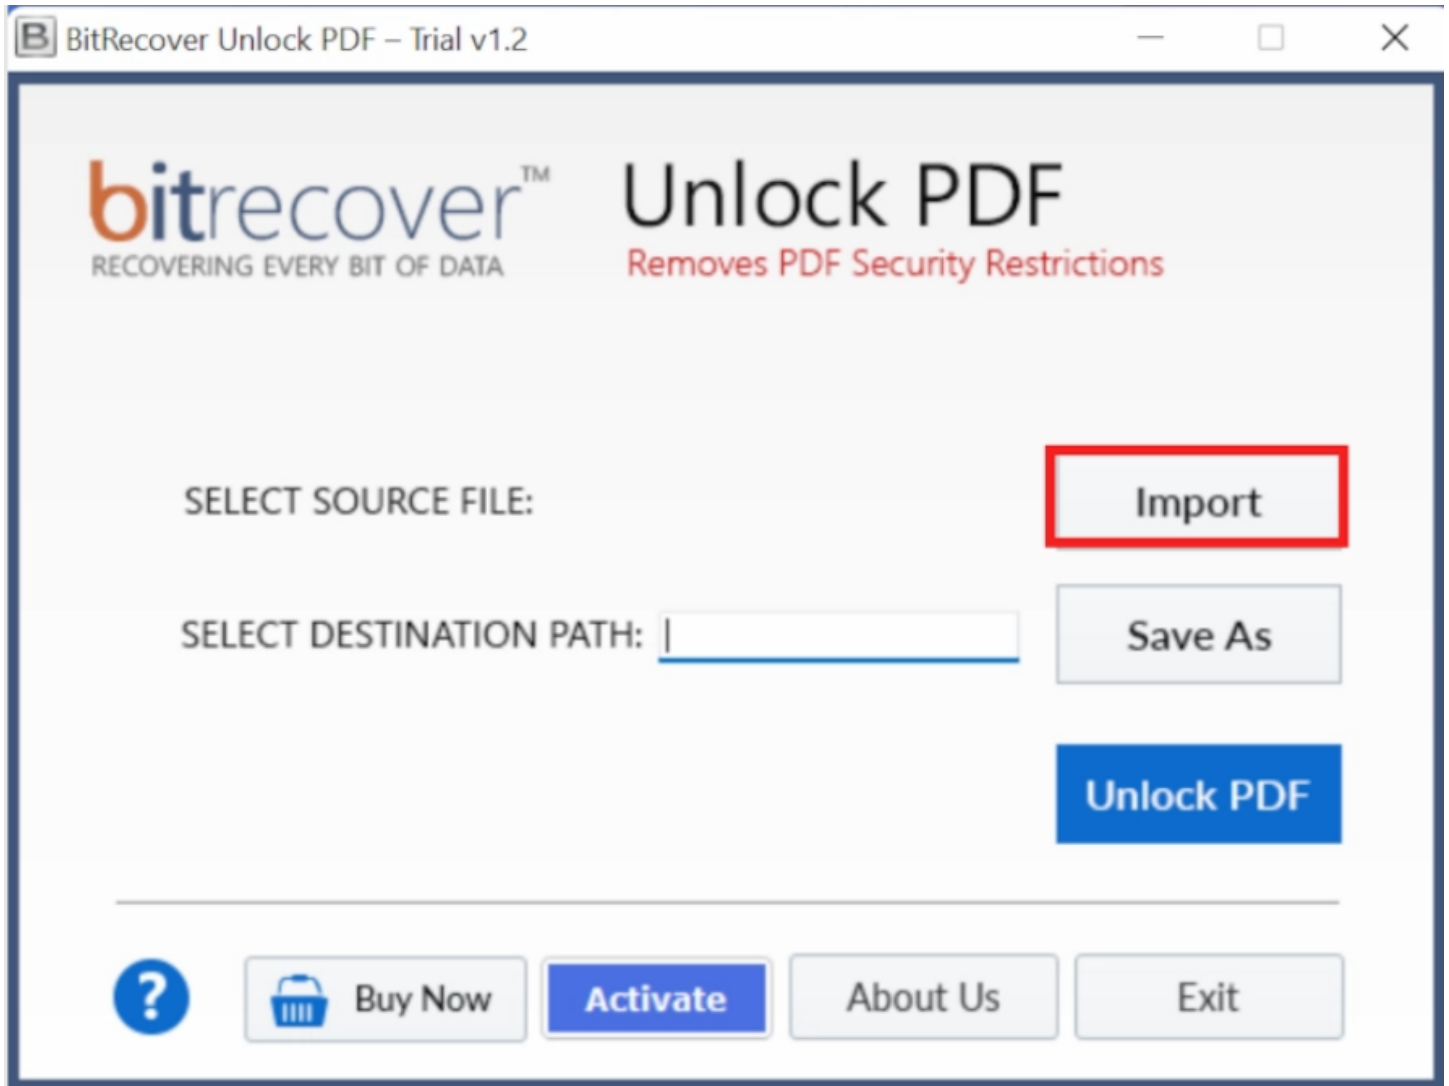 B BitRecover Unlock PDF – Trial v1.2
bitrecover™ Unlock PDF
RECOVERING EVERY BIT OF DATA Removes PDF Security Restrictions
SELECT SOURCE FILE: Import
SELECT DESTINATION PATH: Save As
Unlock PDF
? Buy Now Activate About Us Exit